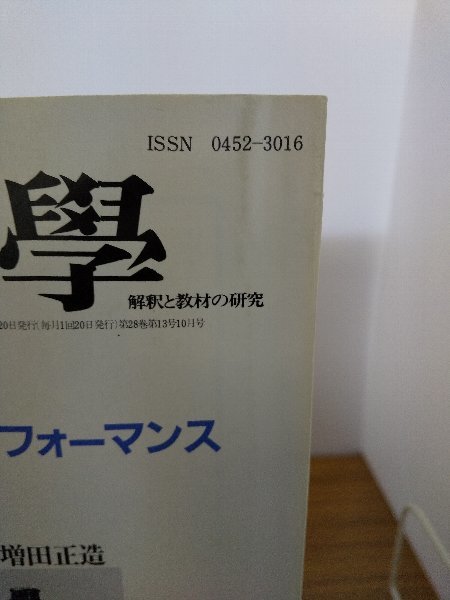 ISSN 0452-3016
學
解釈と教材の研究
20日発行(毎月1回20日発行)第28巻第13号10月号
フォーマンス
増田正造